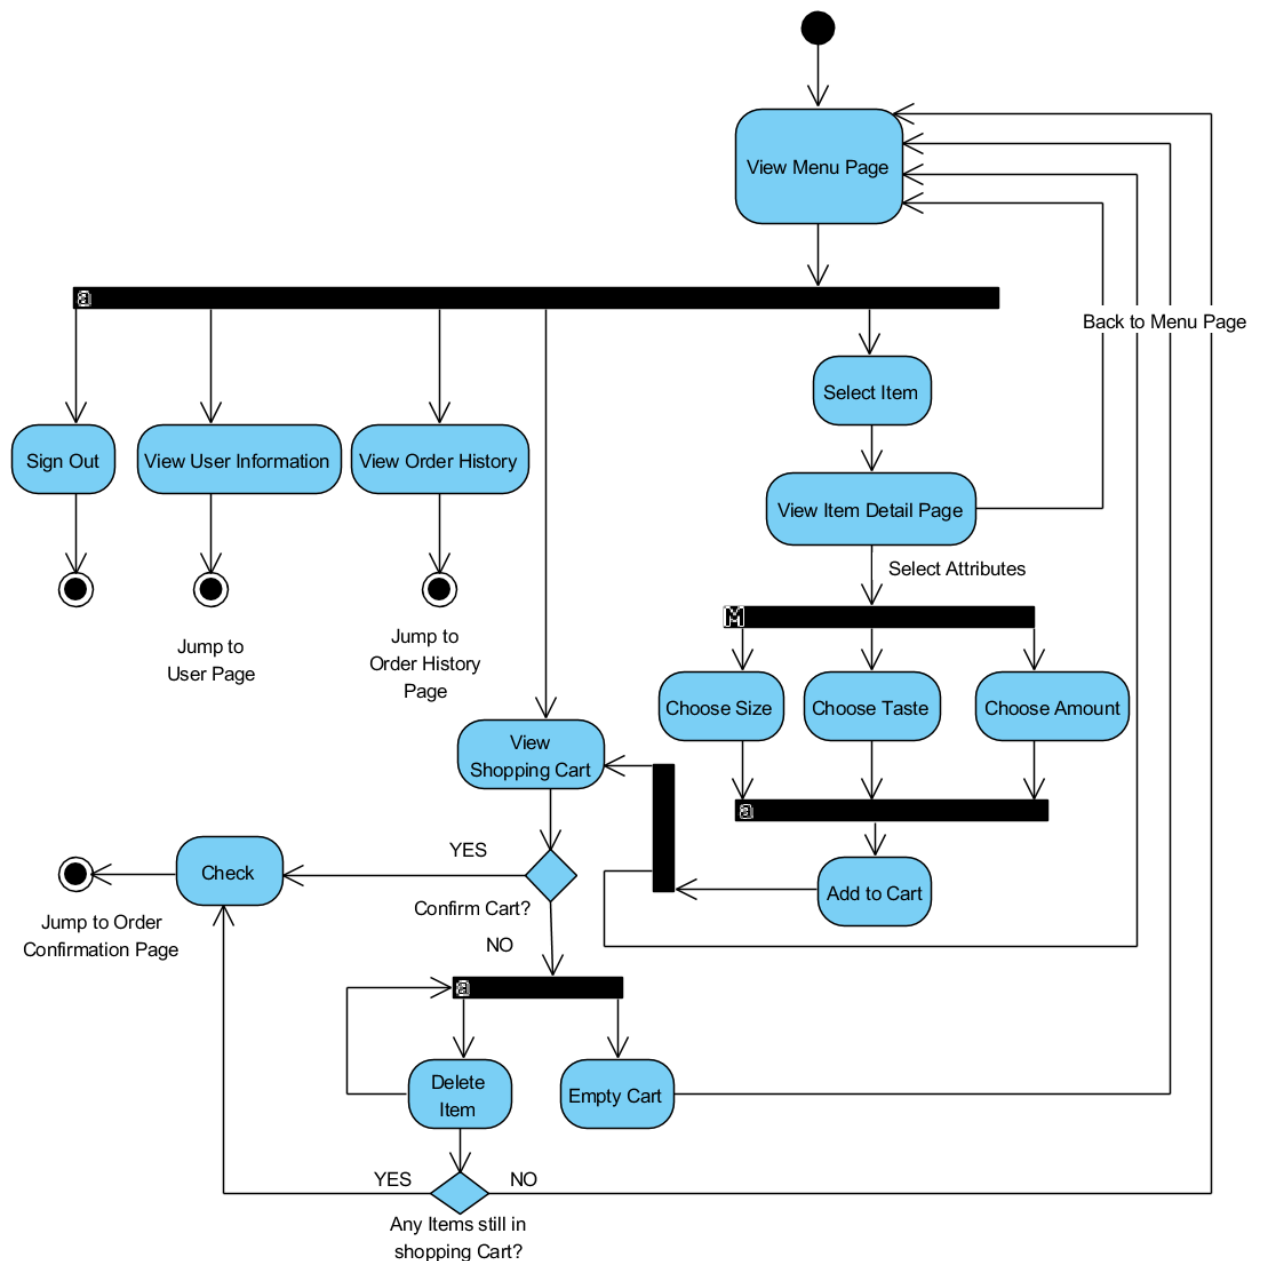 View Menu Page
a
Back to Menu Page
Select Item
Sign Out
View User Information
View Order History
View Item Detail Page
Select Attributes
M
Jump to
User Page
Jump to
Order History
Page
Choose Size
Choose Taste
Choose Amount
View
Shopping Cart
a
YES
Check
Add to Cart
Confirm Cart?
Jump to Order
Confirmation Page
NO
a
Delete
Item
Empty Cart
YES
NO
Any Items still in
shopping Cart?